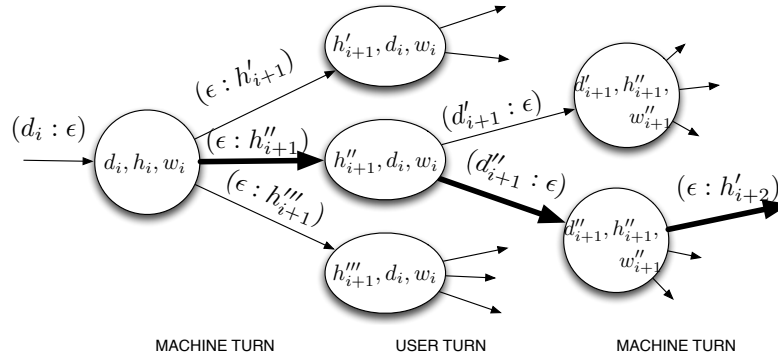 (d_i : ϵ)
d_i, h_i, w_i
(ϵ : h'_{i+1})
(ϵ : h''_{i+1})
(ϵ : h'''_{i+1})
h'_{i+1}, d_i, w_i
h''_{i+1}, d_i, w_i
h'''_{i+1}, d_i, w_i
(d'_{i+1} : ϵ)
(d''_{i+1} : ϵ)
d'_{i+1}, h''_{i+1},
w''_{i+1}
d''_{i+1}, h''_{i+1},
w''_{i+1}
(ϵ : h'_{i+2})
MACHINE TURN
USER TURN
MACHINE TURN